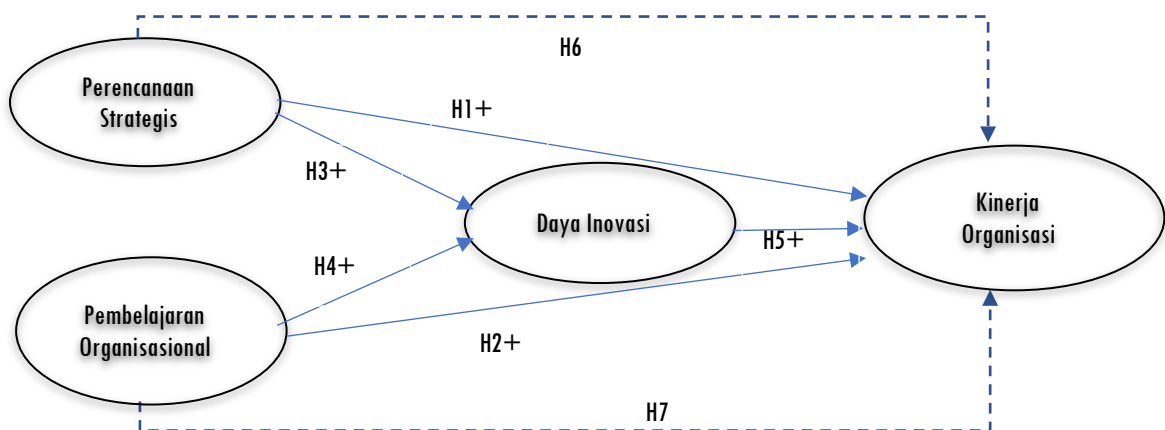 H6
Perencanaan
Strategis
H1+
H3+
Daya Inovasi
Kinerja
Organisasi
H5+
H4+
Pembelajaran
Organisasional
H2+
H7